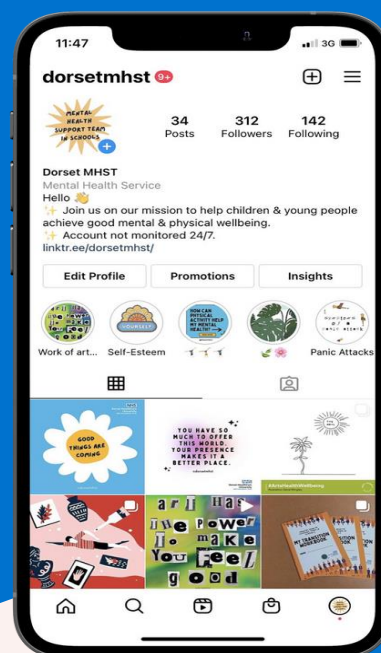 11:47
3G
dorsetmhst 9+
MENTAL
HEALTH
SUPPORT TEAM
IN SCHOOLS
34 312 142
Posts Followers Following
Dorset MHST
Mental Health Service
Hello 👋
✨ Join us on our mission to help children & young people
achieve good mental & physical wellbeing.
✨ Account not monitored 24/7.
linktr.ee/dorsetmhst/
Edit Profile Promotions Insights
YOURSELF
HOW CAN
PHYSICAL
ACTIVITY HELP
MY MENTAL
HEALTH?
Work of art... Self-Esteem Panic Attacks
GOOD
THINGS ARE
COMING
YOU HAVE SO
MUCH TO OFFER
THIS WORLD.
YOUR PRESENCE
MAKES IT A
BETTER PLACE.
art Has
the Power
to make
You Feel
good
MY TRANSITION
WORKBOOK